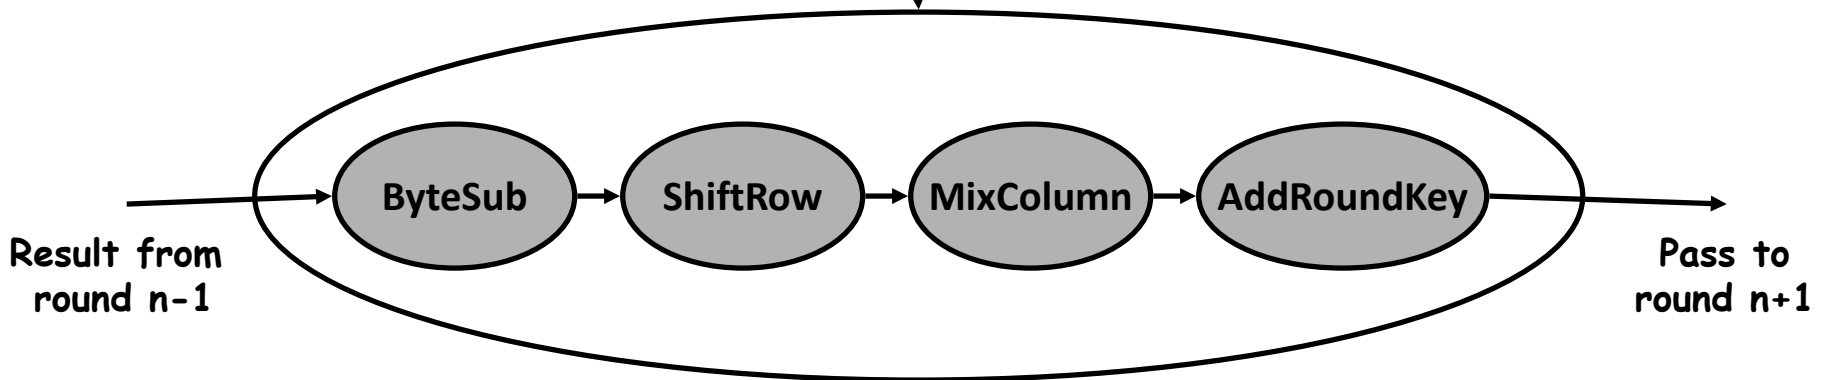 ByteSub
ShiftRow
MixColumn
AddRoundKey
Result from
round n-1
Pass to
round n+1